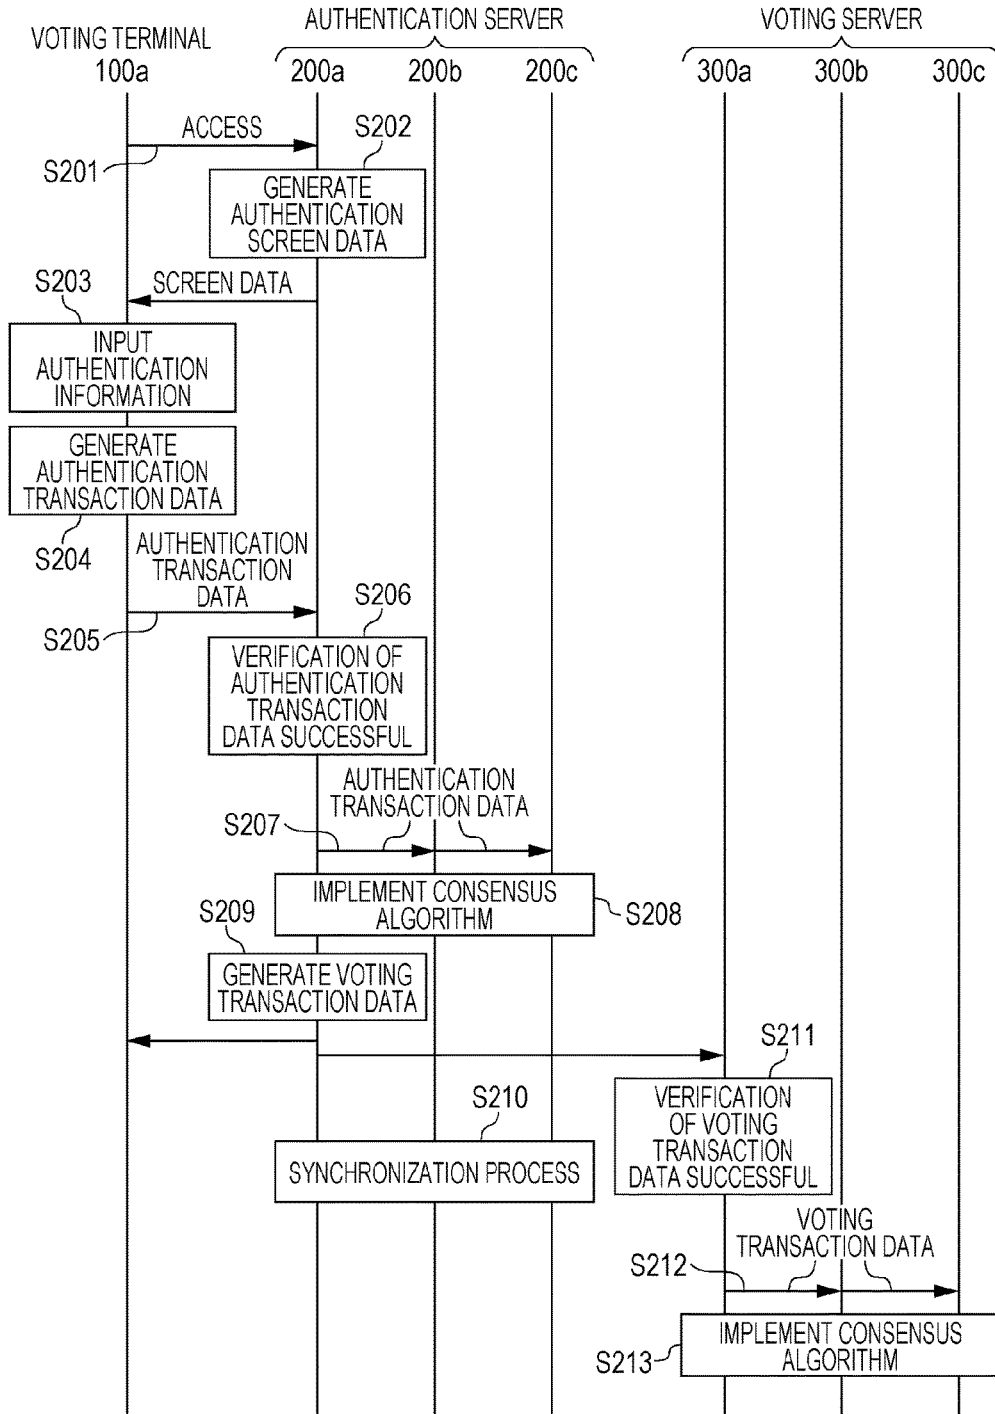 AUTHENTICATION SERVER
VOTING SERVER
VOTING TERMINAL
100a
200a
200b
200c
300a
300b
300c
ACCESS
S201
S202
GENERATE
AUTHENTICATION
SCREEN DATA
SCREEN DATA
S203
INPUT
AUTHENTICATION
INFORMATION
GENERATE
AUTHENTICATION
TRANSACTION DATA
S204
AUTHENTICATION
TRANSACTION
DATA
S205
S206
VERIFICATION OF
AUTHENTICATION
TRANSACTION
DATA SUCCESSFUL
AUTHENTICATION
TRANSACTION DATA
S207
IMPLEMENT CONSENSUS
ALGORITHM
S208
S209
GENERATE VOTING
TRANSACTION DATA
S211
VERIFICATION
OF VOTING
TRANSACTION
DATA SUCCESSFUL
S210
SYNCHRONIZATION PROCESS
VOTING
TRANSACTION DATA
S212
IMPLEMENT CONSENSUS
ALGORITHM
S213